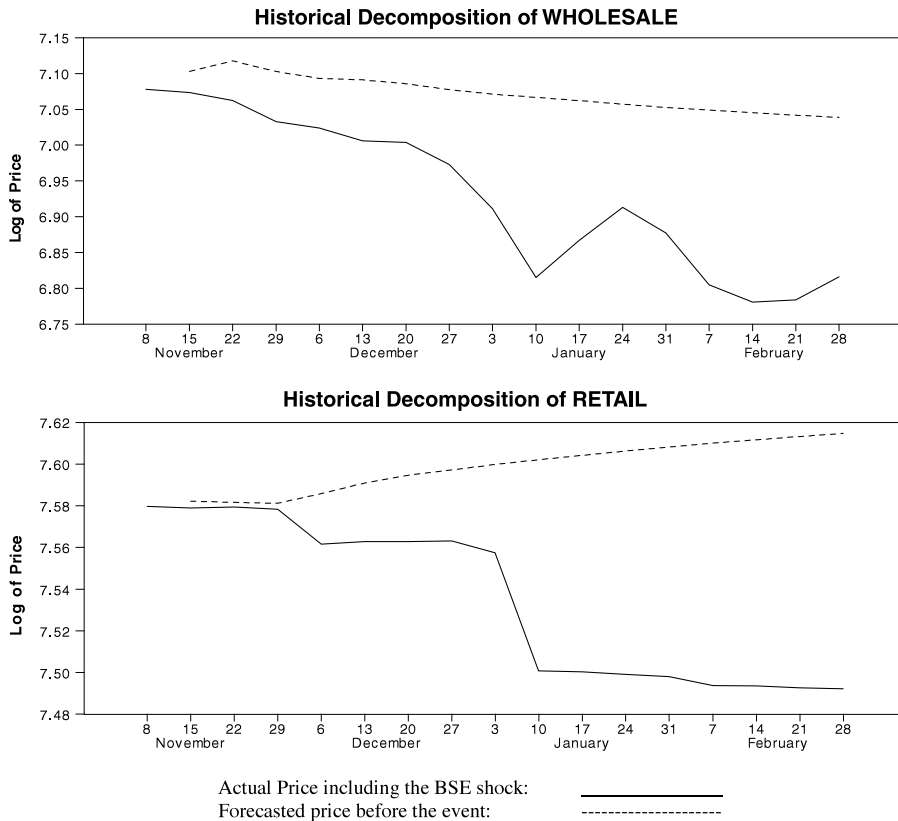 Historical Decomposition of WHOLESALE
Log of Price
7.15
7.10
7.05
7.00
6.95
6.90
6.85
6.80
6.75
8 15 22 29 6 13 20 27 3 10 17 24 31 7 14 21 28
November December January February
Historical Decomposition of RETAIL
Log of Price
7.62
7.60
7.58
7.56
7.54
7.52
7.50
7.48
8 15 22 29 6 13 20 27 3 10 17 24 31 7 14 21 28
November December January February
Actual Price including the BSE shock:
Forecasted price before the event: